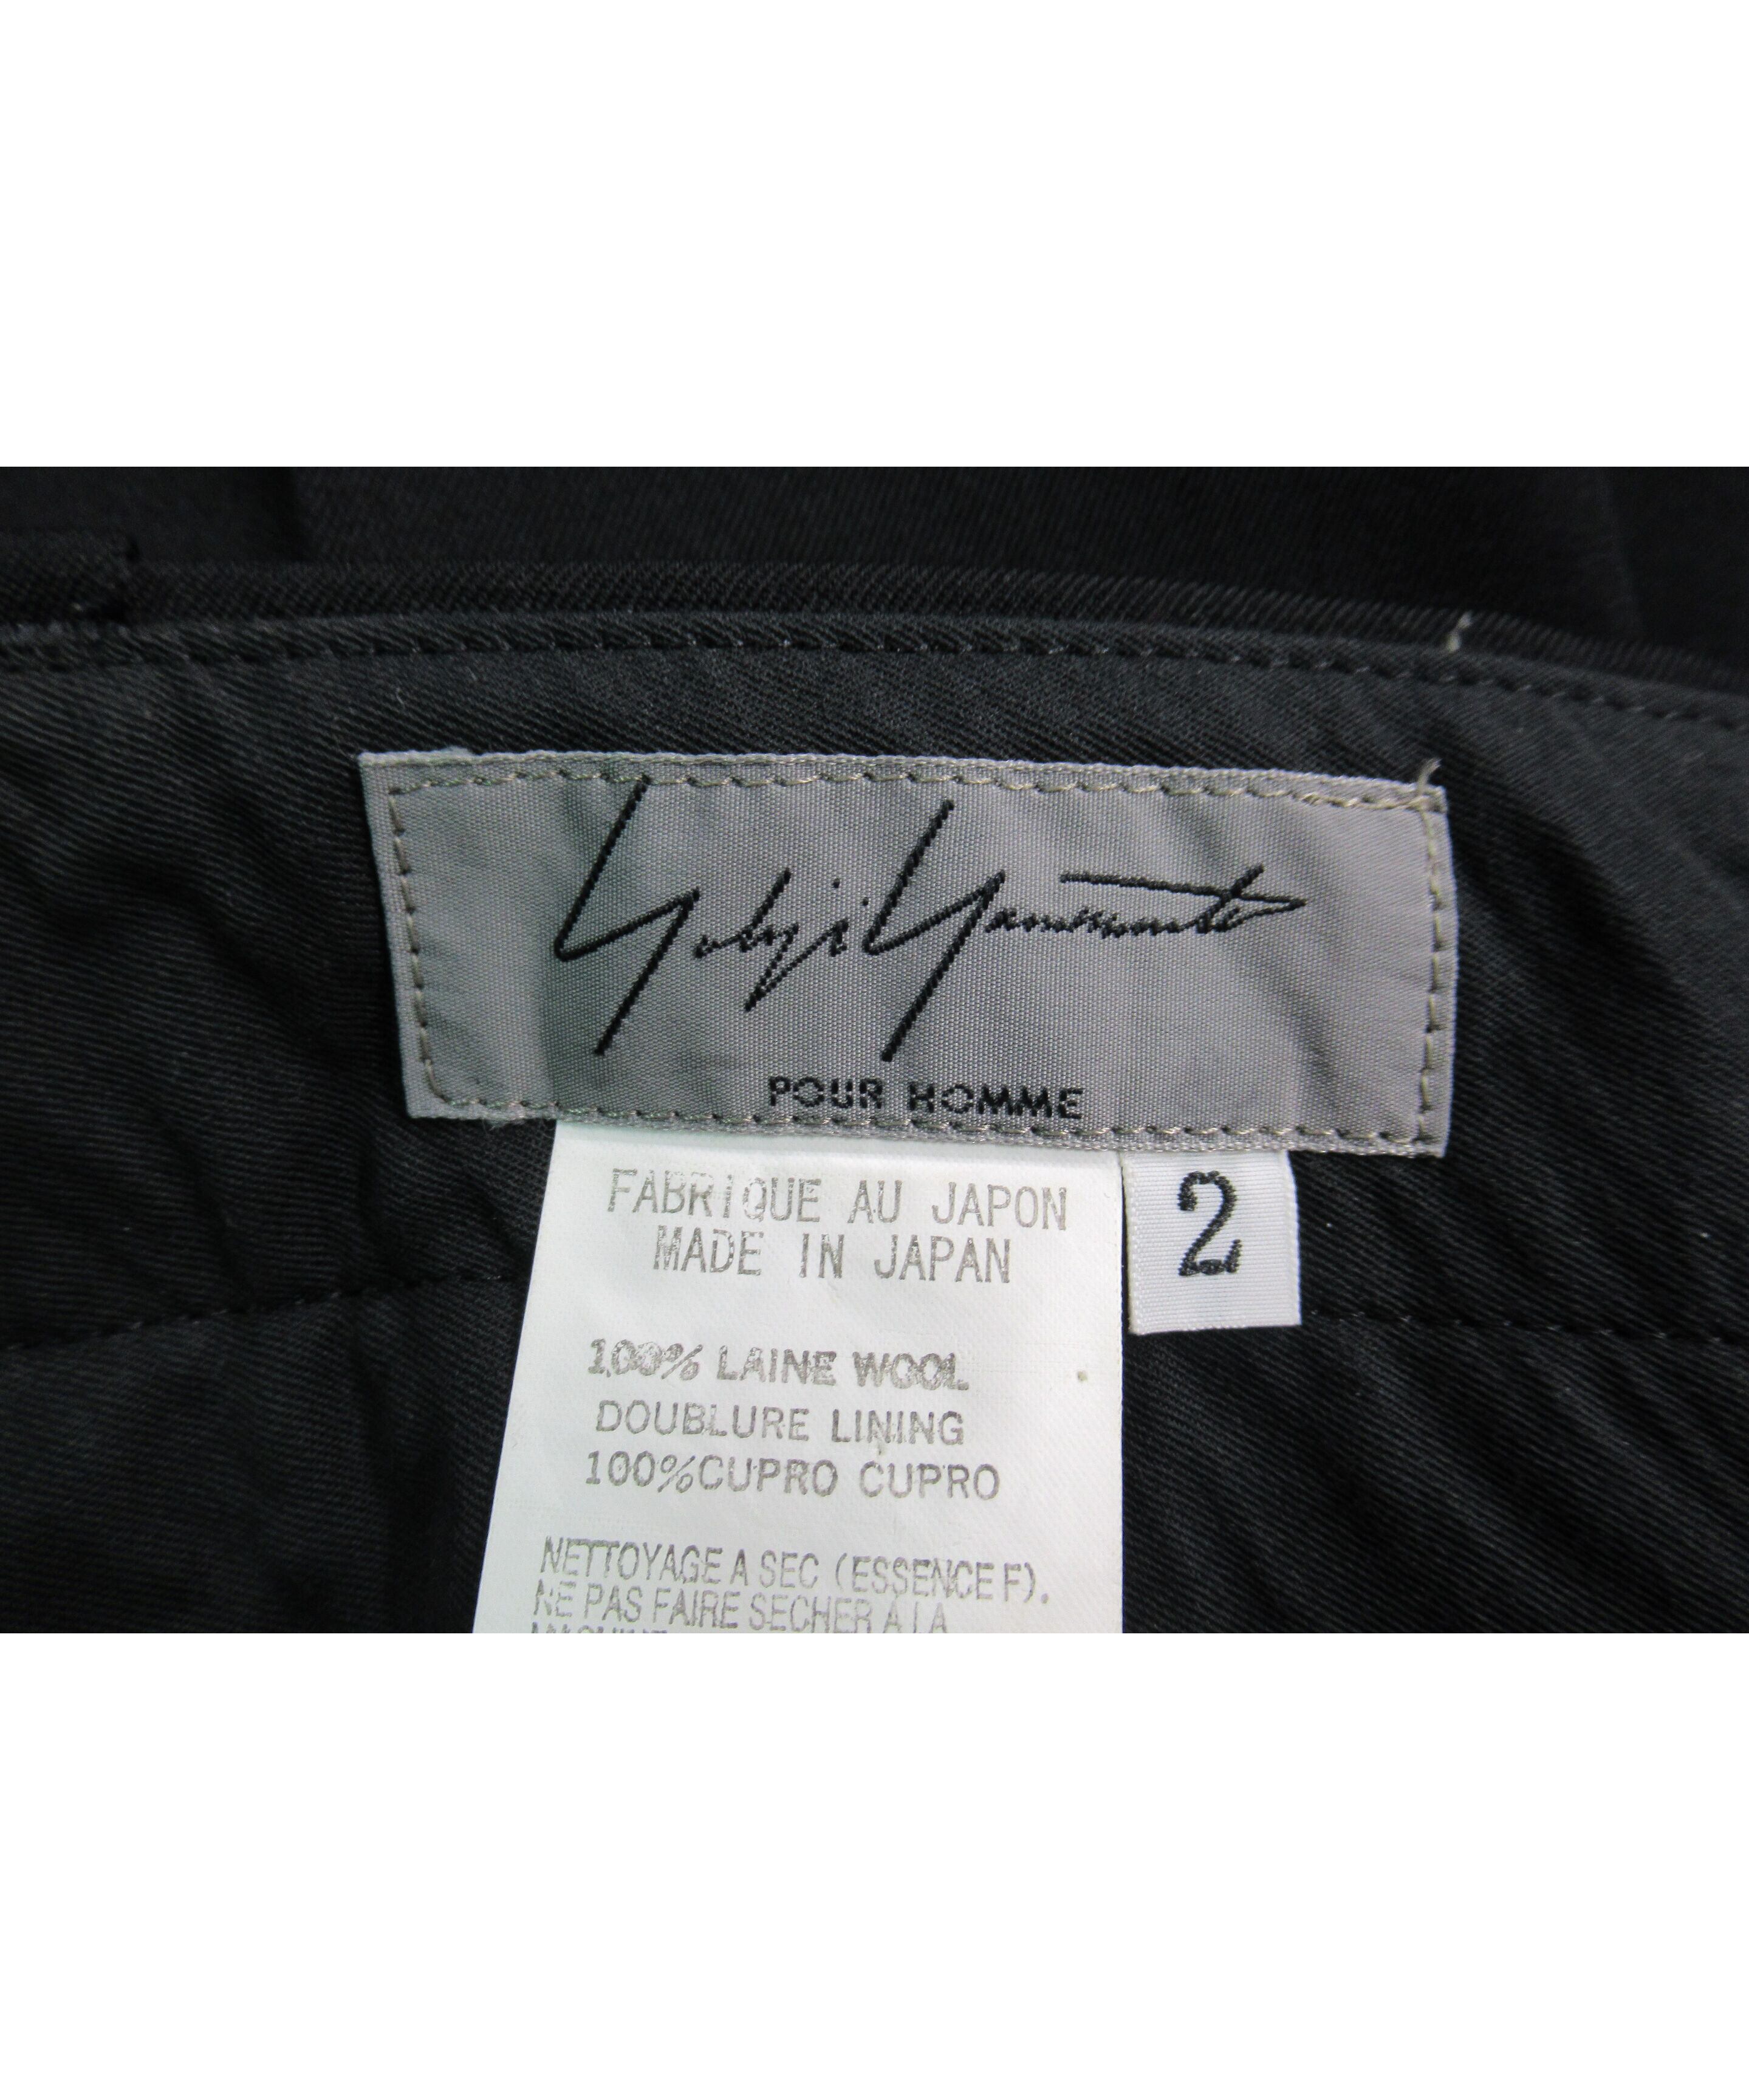 Yohji Yamamoto
POUR HOMME
FABRIQUE AU JAPON
MADE IN JAPAN
2
100% LAINE WOOL
DOUBLURE LINING
100%CUPRO CUPRO
NETTOYAGE A SEC (ESSENCE F).
NE PAS FAIRE SECHER A LA